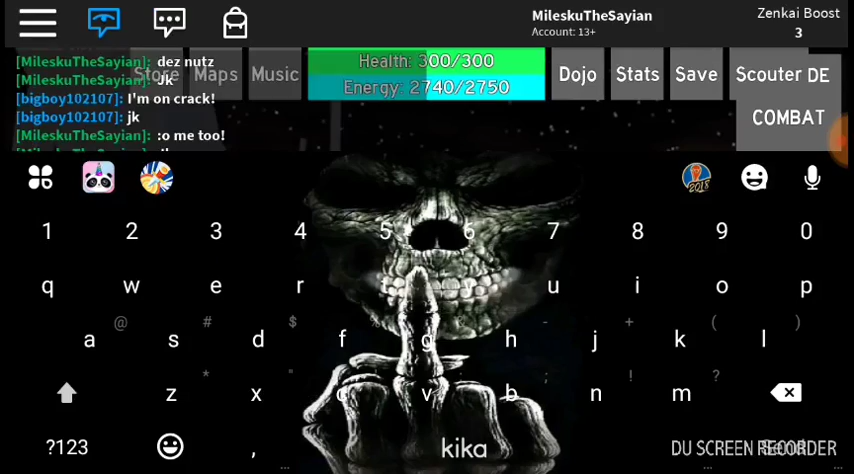 MileskuTheSayian
Account: 13+
Zenkai Boost
3
[MileskuTheSayian]: dez nutz
[MileskuTheSayian]: Jk
[bigboy102107]: I'm on crack!
[bigboy102107]: jk
[MileskuTheSayian]: :o me too!
Store Maps Music
Health: 300/300
Energy: 2740/2750
Dojo Stats Save Scouter DE
COMBAT
2018
1 2 3 4 5 6 7 8 9 0
q w e r t y u i o p
@ # $ % & - + ( )
a s d f g h j k l
* " ; ! ?
z x c v b n m
?123 , kika DU SCREEN RECORDER